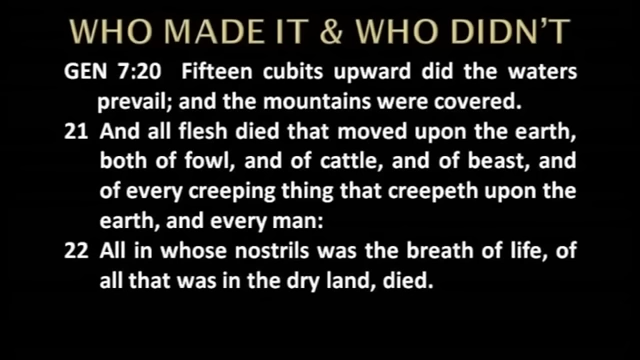 WHO MADE IT & WHO DIDN'T
GEN 7:20 Fifteen cubits upward did the waters
prevail; and the mountains were covered.
21 And all flesh died that moved upon the earth,
both of fowl, and of cattle, and of beast, and
of every creeping thing that creepeth upon the
earth, and every man:
22 All in whose nostrils was the breath of life, of
all that was in the dry land, died.